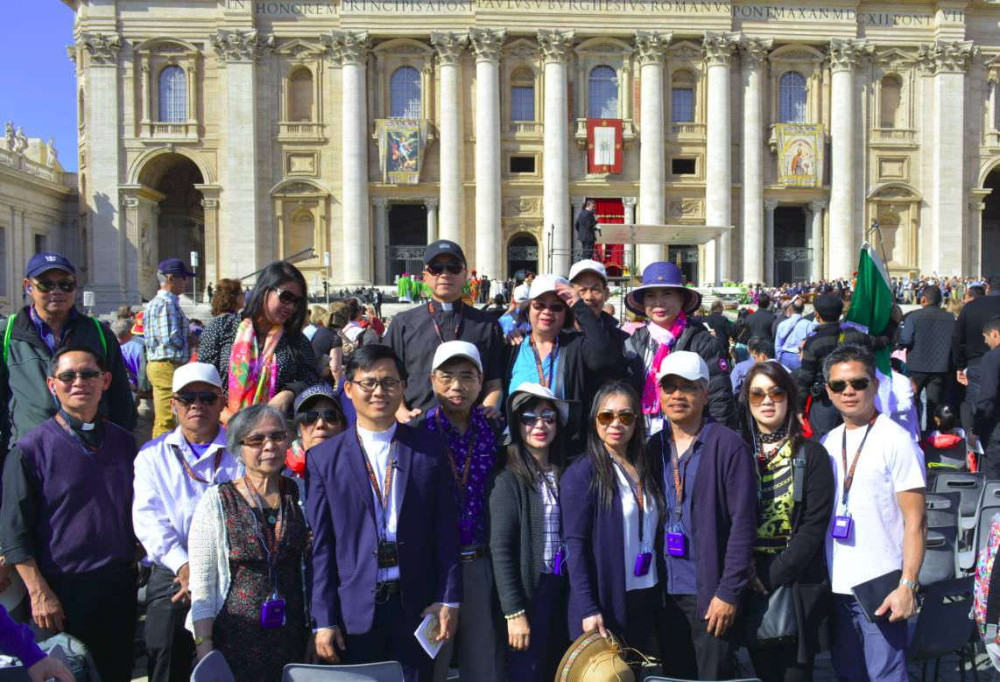 IN HONOREM PRINCIPIS APOST PAVLVS V BVRGHESIVS ROMANVS PONT MAX AN MDCXII PONT VII